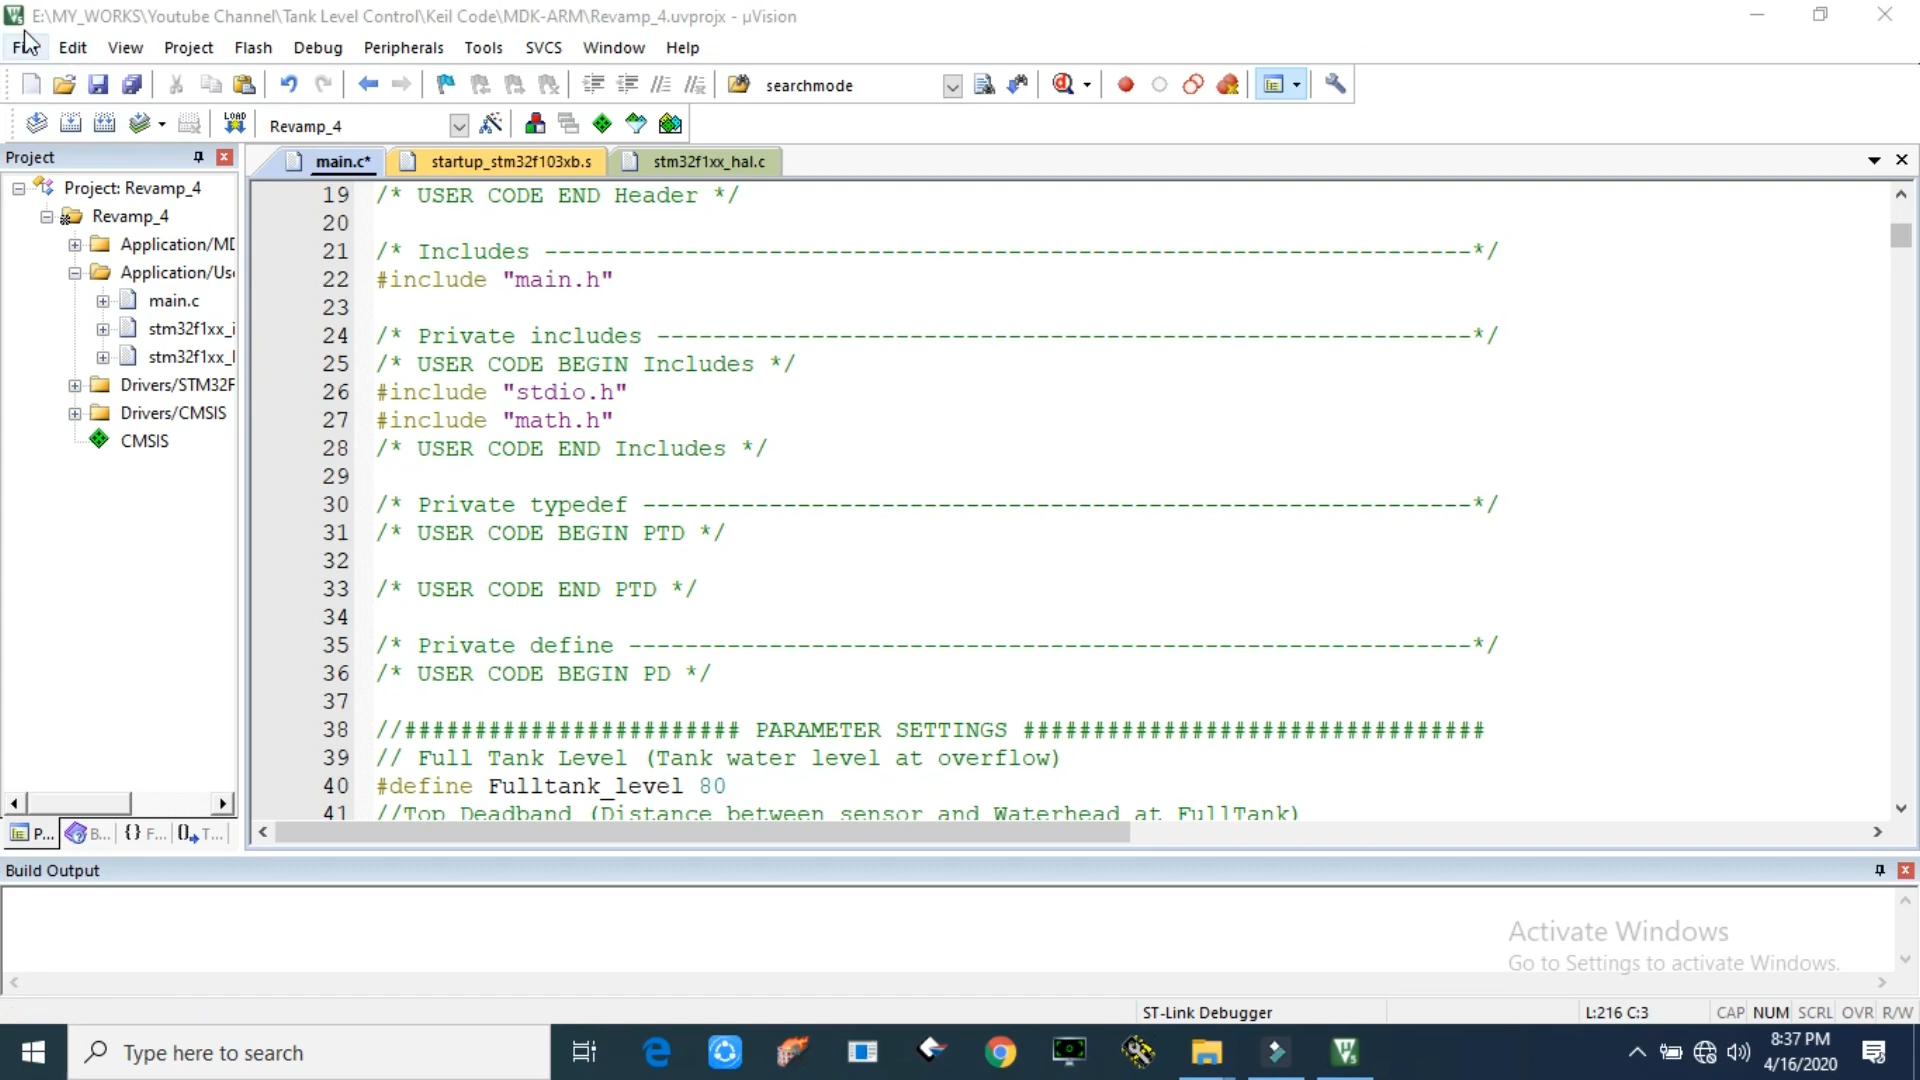 E:\MY_WORKS\Youtube Channel\Tank Level Control\Keil Code\MDK-ARM\Revamp_4.uvprojx - µVision
Edit View Project Flash Debug Peripherals Tools SVCS Window Help
searchmode
LOAD Revamp_4
Project
main.c* startup_stm32f103xb.s stm32f1xx_hal.c
Project: Revamp_4
Revamp_4
Application/MD
Application/Use
main.c
stm32f1xx_i
stm32f1xx_l
Drivers/STM32F
Drivers/CMSIS
CMSIS
P... B... {} F... T...
19 /* USER CODE END Header */
20
21 /* Includes ------------------------------------------------------------------*/
22 #include "main.h"
23
24 /* Private includes ----------------------------------------------------------*/
25 /* USER CODE BEGIN Includes */
26 #include "stdio.h"
27 #include "math.h"
28 /* USER CODE END Includes */
29
30 /* Private typedef -----------------------------------------------------------*/
31 /* USER CODE BEGIN PTD */
32
33 /* USER CODE END PTD */
34
35 /* Private define ------------------------------------------------------------*/
36 /* USER CODE BEGIN PD */
37
38 //######################## PARAMETER SETTINGS #################################
39 // Full Tank Level (Tank water level at overflow)
40 #define Fulltank_level 80
41 //Top Deadband (Distance between sensor and Waterhead at FullTank)
Build Output
Activate Windows
Go to Settings to activate Windows.
ST-Link Debugger L:216 C:3 CAP NUM SCRL OVR R/W
Type here to search
8:37 PM
4/16/2020